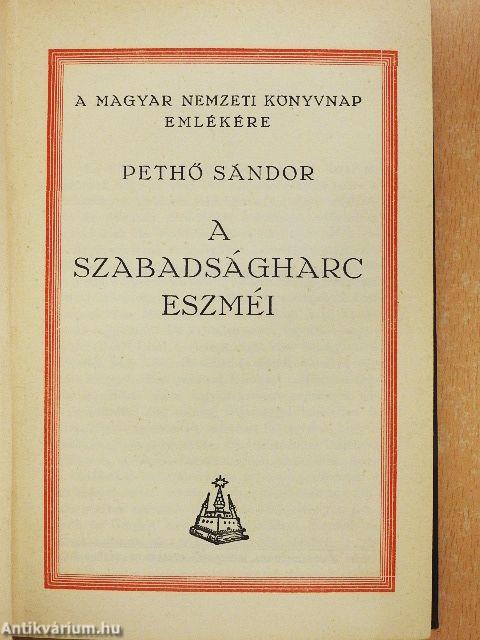 A MAGYAR NEMZETI KÖNYVNAP
EMLÉKÉRE
PETHŐ SÁNDOR
A
SZABADSÁGHARC
ESZMÉI
Antikvárium.hu